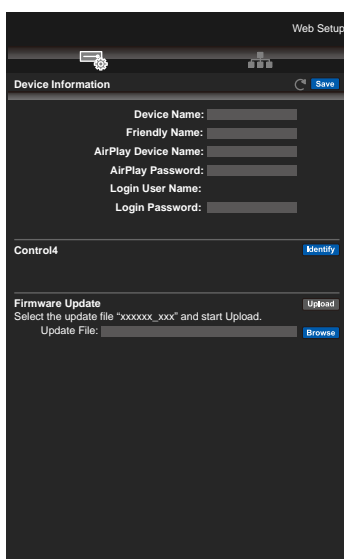 Web Setup
Device Information Save
Device Name:
Friendly Name:
AirPlay Device Name:
AirPlay Password:
Login User Name:
Login Password:
Control4 Identify
Firmware Update Upload
Select the update file “xxxxxx_xxx” and start Upload.
Update File: Browse